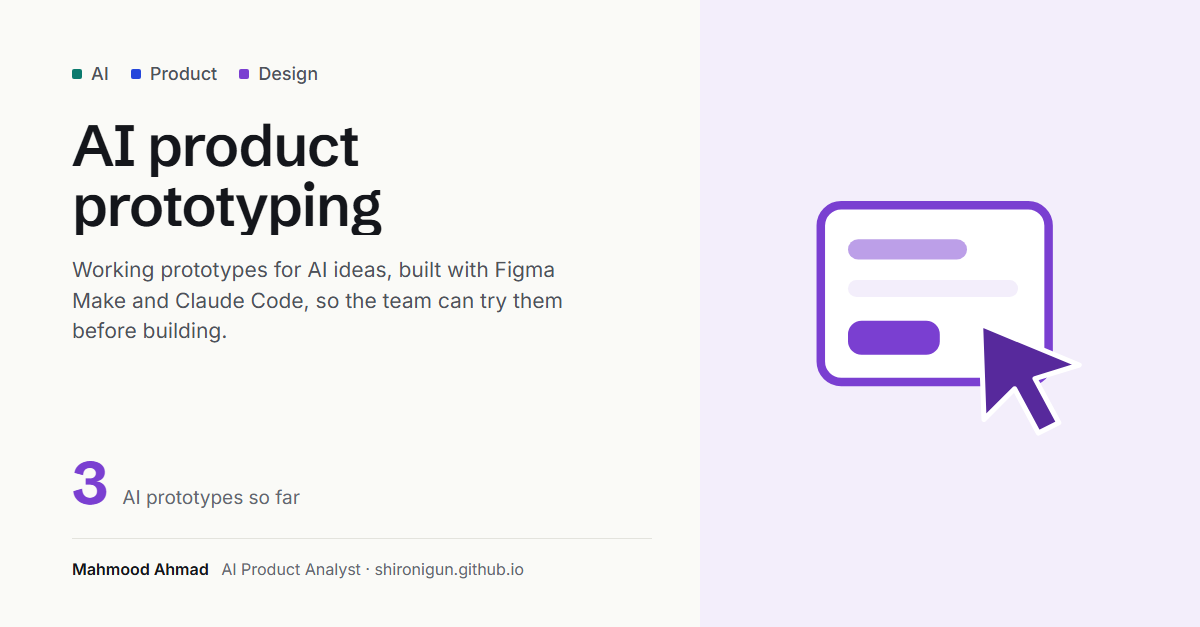 AI Product Design
AI product
prototyping
Working prototypes for AI ideas, built with Figma
Make and Claude Code, so the team can try them
before building.
3 AI prototypes so far
Mahmood Ahmad AI Product Analyst · shironigun.github.io